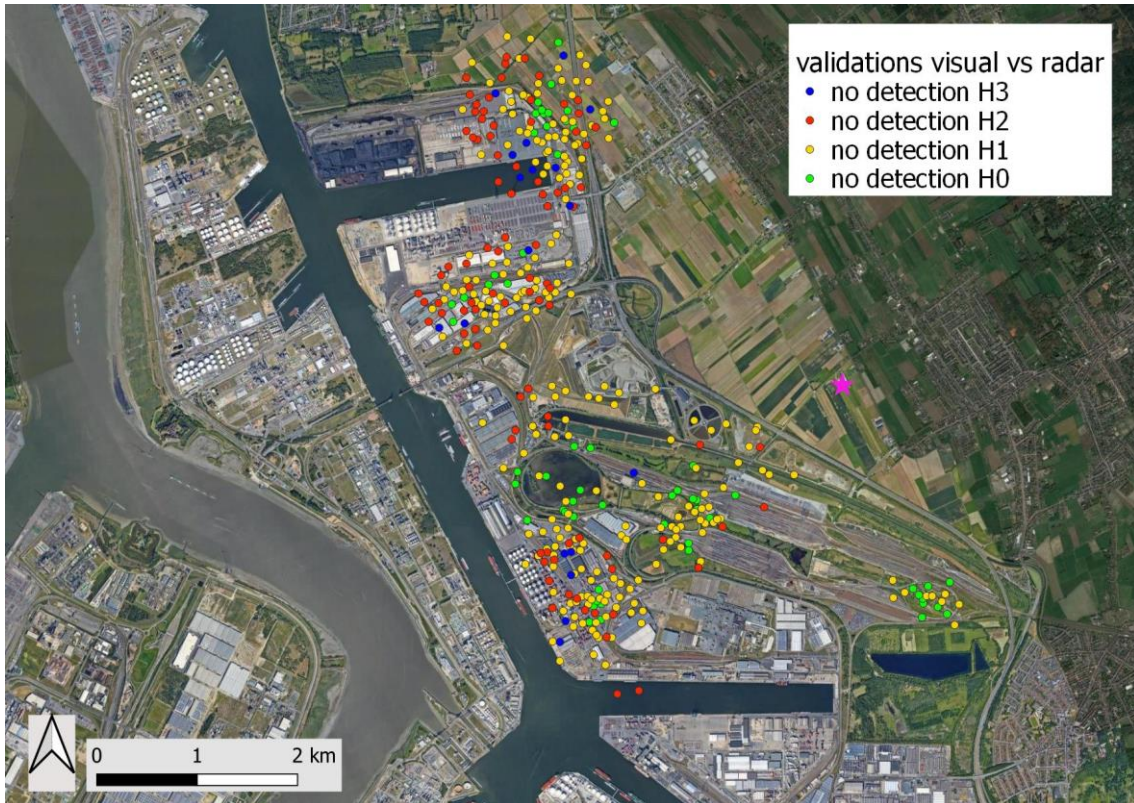 validations visual vs radar
no detection H3
no detection H2
no detection H1
no detection H0
0 1 2 km